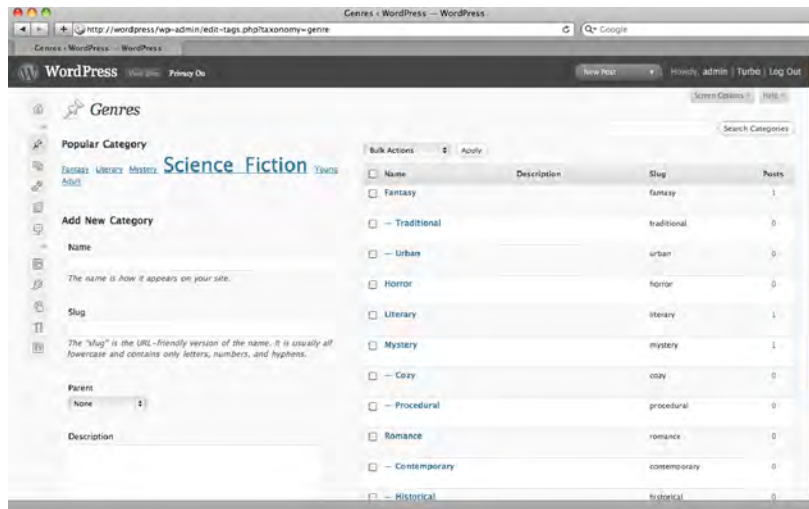 Genres ‹ WordPress — WordPress
http://wordpress/wp-admin/edit-tags.php?taxonomy=genre
Google
Genres ‹ WordPress — WordPress
WordPress Privacy On
New Post
Howdy, admin | Turbo | Log Out
Screen Options
Help
Genres
Search Categories
Popular Category
Fantasy Literary Mystery Science Fiction Young
Adult
Add New Category
Name
The name is how it appears on your site.
Slug
The "slug" is the URL-friendly version of the name. It is usually all
lowercase and contains only letters, numbers, and hyphens.
Parent
None
Description
Bulk Actions Apply
Name Description Slug Posts
Fantasy fantasy 1
— Traditional traditional 0
— Urban urban 0
Horror horror 0
Literary literary 1
Mystery mystery 1
— Cozy cozy 0
— Procedural procedural 0
Romance romance 0
— Contemporary contemporary 0
— Historical historical 0